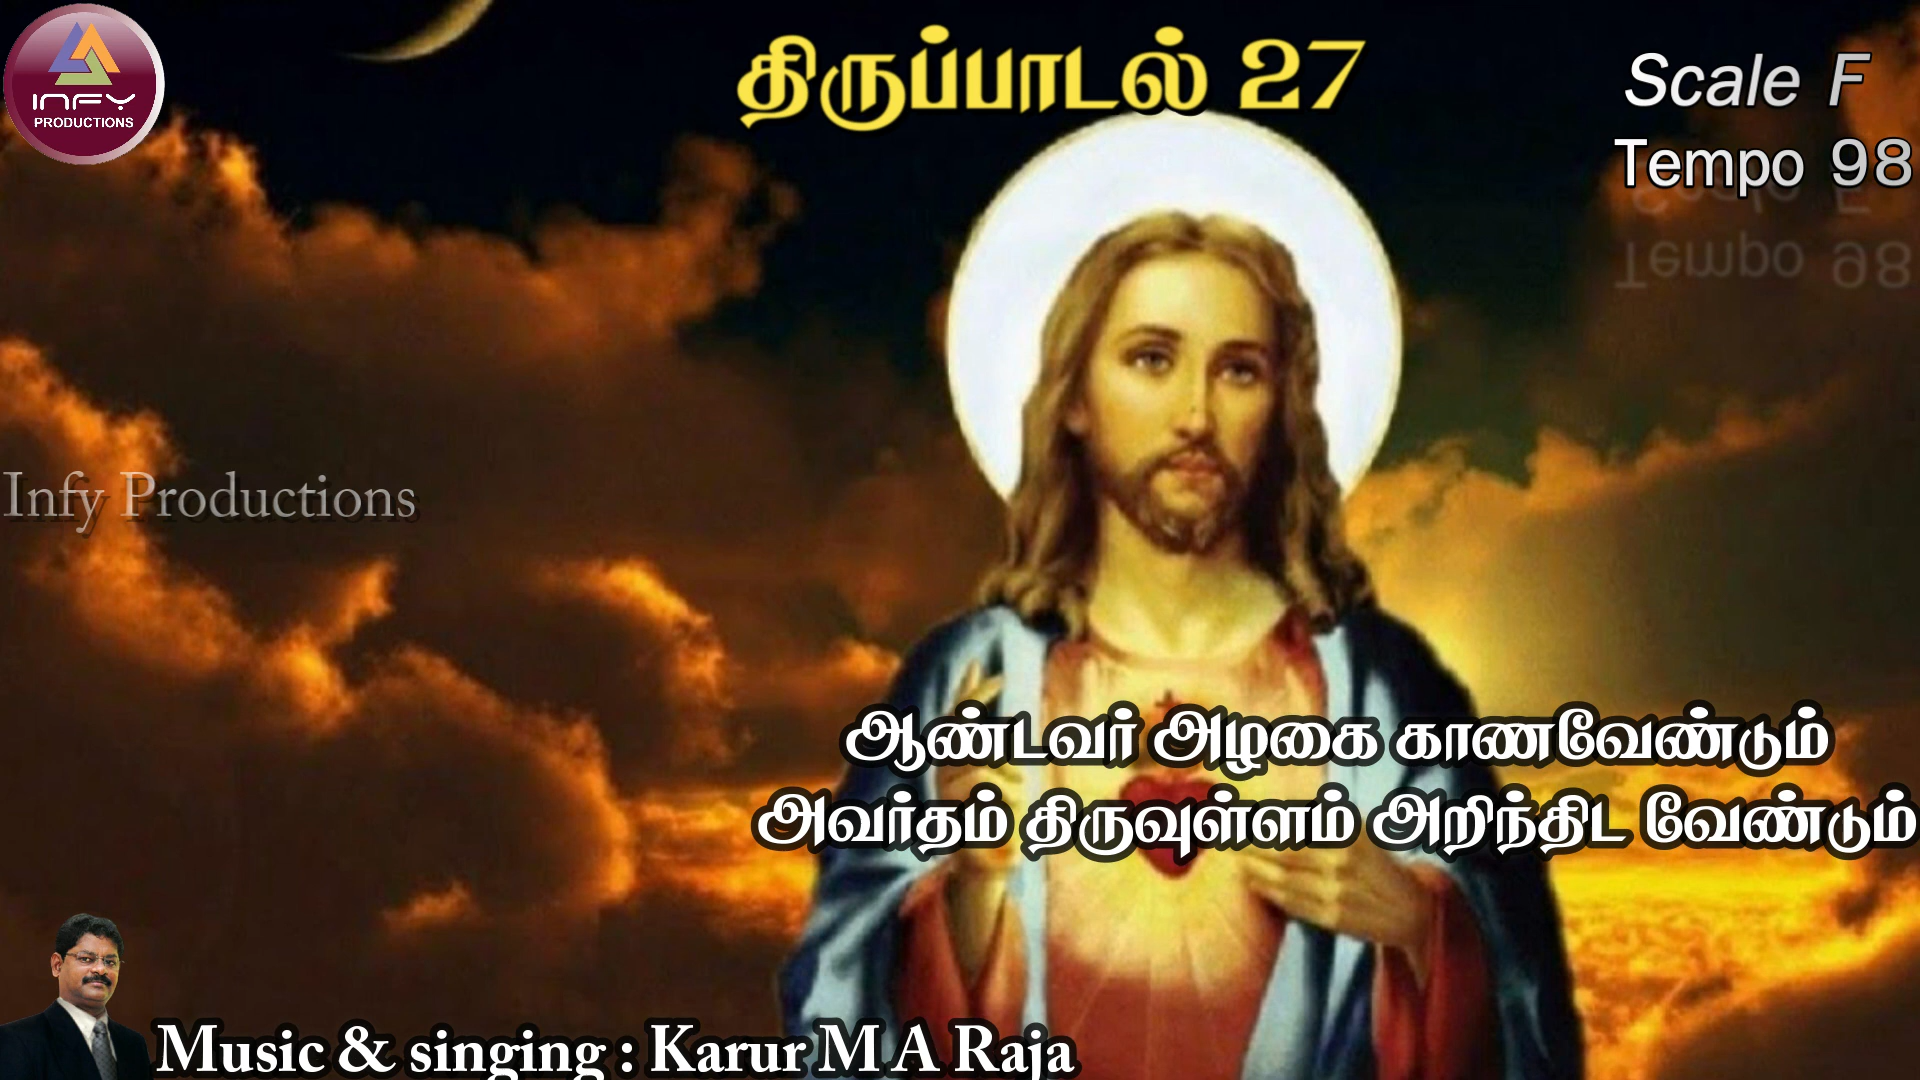 INFY
PRODUCTIONS
திருப்பாடல் 27
Scale F
Tempo 98
Infy Productions
ஆண்டவர் அழகை காணவேண்டும்
அவர்தம் திருவுள்ளம் அறிந்திட வேண்டும்
Music & singing : Karur M A Raja